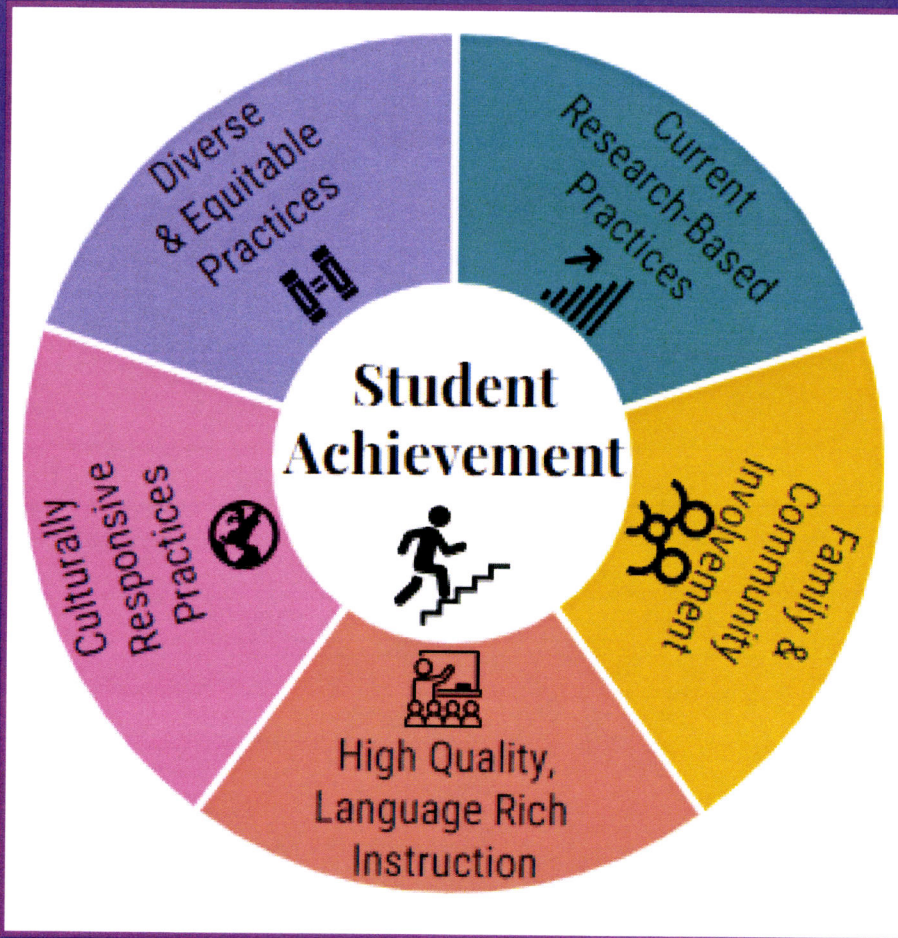 Diverse
& Equitable
Practices
Current
Research-Based
Practices
Student
Achievement
Family &
Community
Involvement
High Quality,
Language Rich
Instruction
Culturally
Responsive
Practices